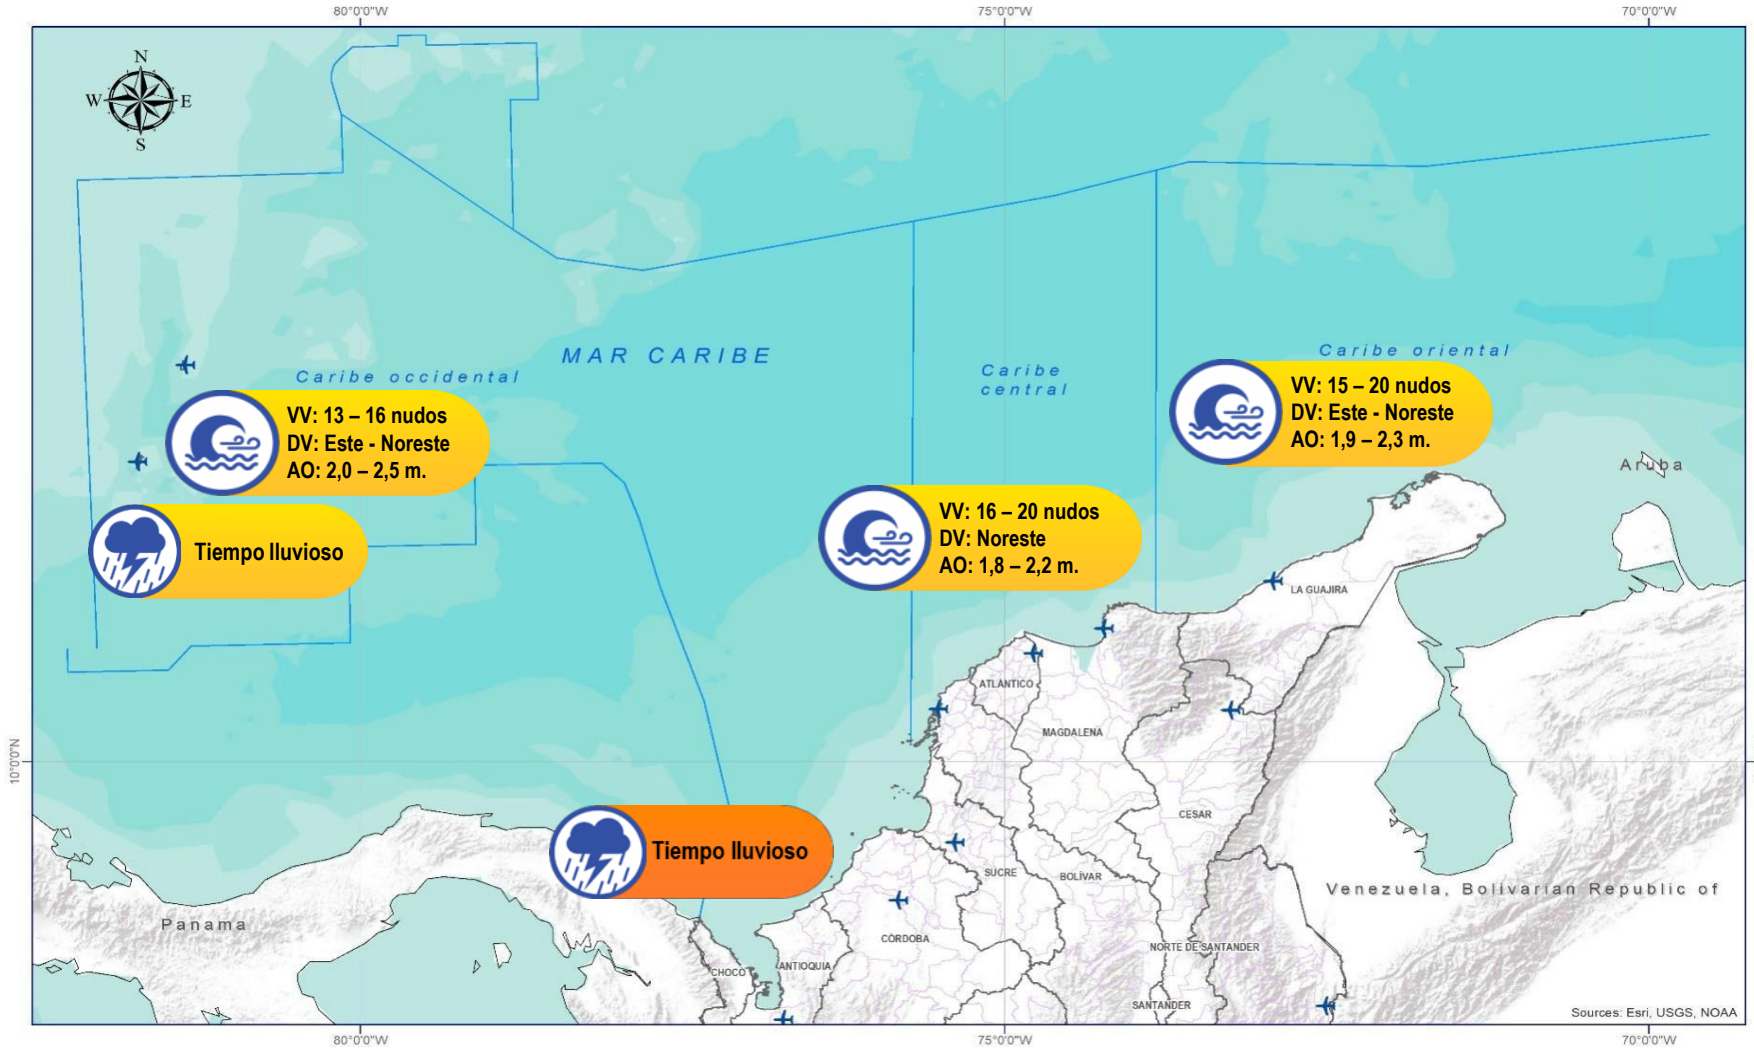 80°0'0"W
75°0'0"W
70°0'0"W
N
W
E
S
MAR CARIBE
Caribe occidental
Caribe
central
Caribe oriental
VV: 13 – 16 nudos
DV: Este - Noreste
AO: 2,0 – 2,5 m.
VV: 15 – 20 nudos
DV: Este - Noreste
AO: 1,9 – 2,3 m.
Aruba
VV: 16 – 20 nudos
DV: Noreste
AO: 1,8 – 2,2 m.
Tiempo lluvioso
LA GUAJIRA
ATLÁNTICO
MAGDALENA
10°0'0"N
CESAR
Tiempo lluvioso
SUCRE
BOLÍVAR
Venezuela, Bolivarian Republic of
Panama
CÓRDOBA
NORTE DE SANTANDER
CHOCÓ
ANTIOQUIA
SANTANDER
Sources: Esri, USGS, NOAA
80°0'0"W
75°0'0"W
70°0'0"W